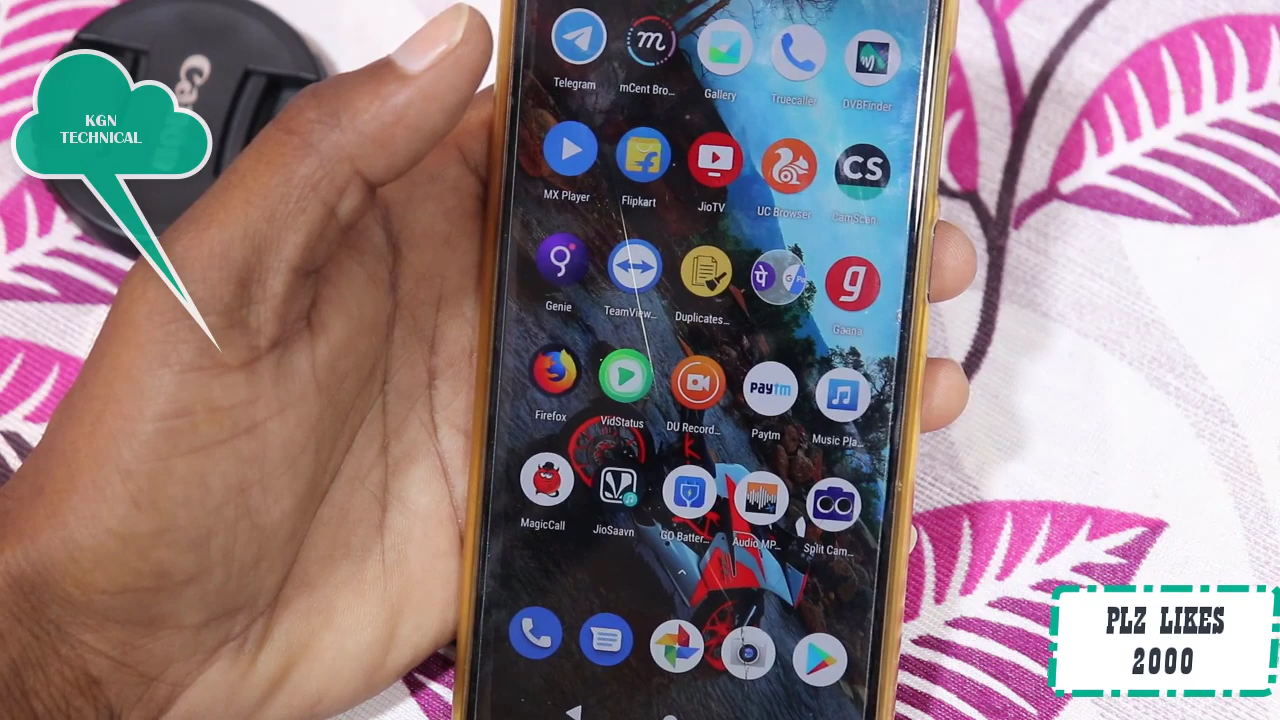 KGN
TECHNICAL
Telegram
mCent Bro...
Gallery
Truecaller
DVBFinder
MX Player
Flipkart
JioTV
UC Browser
CS
CamScan...
Genie
TeamView...
Duplicates...
पे
G Pay
g
Gaana
Firefox
VidStatus
DU Record...
paytm
Paytm
Music Pla...
MagicCall
JioSaavn
GO Batter...
Audio MP...
Split Cam...
PLZ LIKES
2000